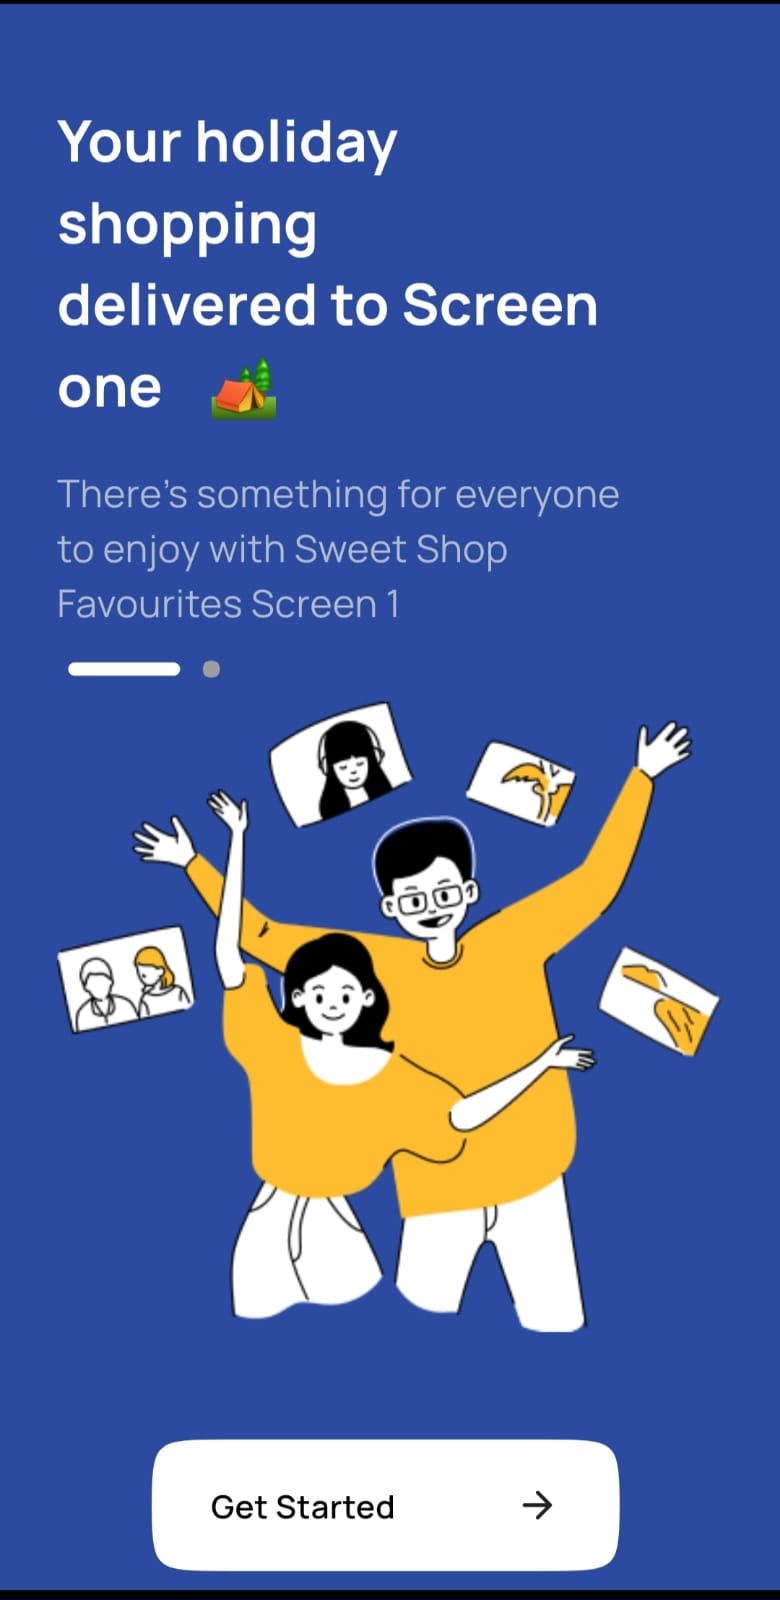 Your holiday
shopping
delivered to Screen
one 🏕️
There's something for everyone
to enjoy with Sweet Shop
Favourites Screen 1
Get Started →